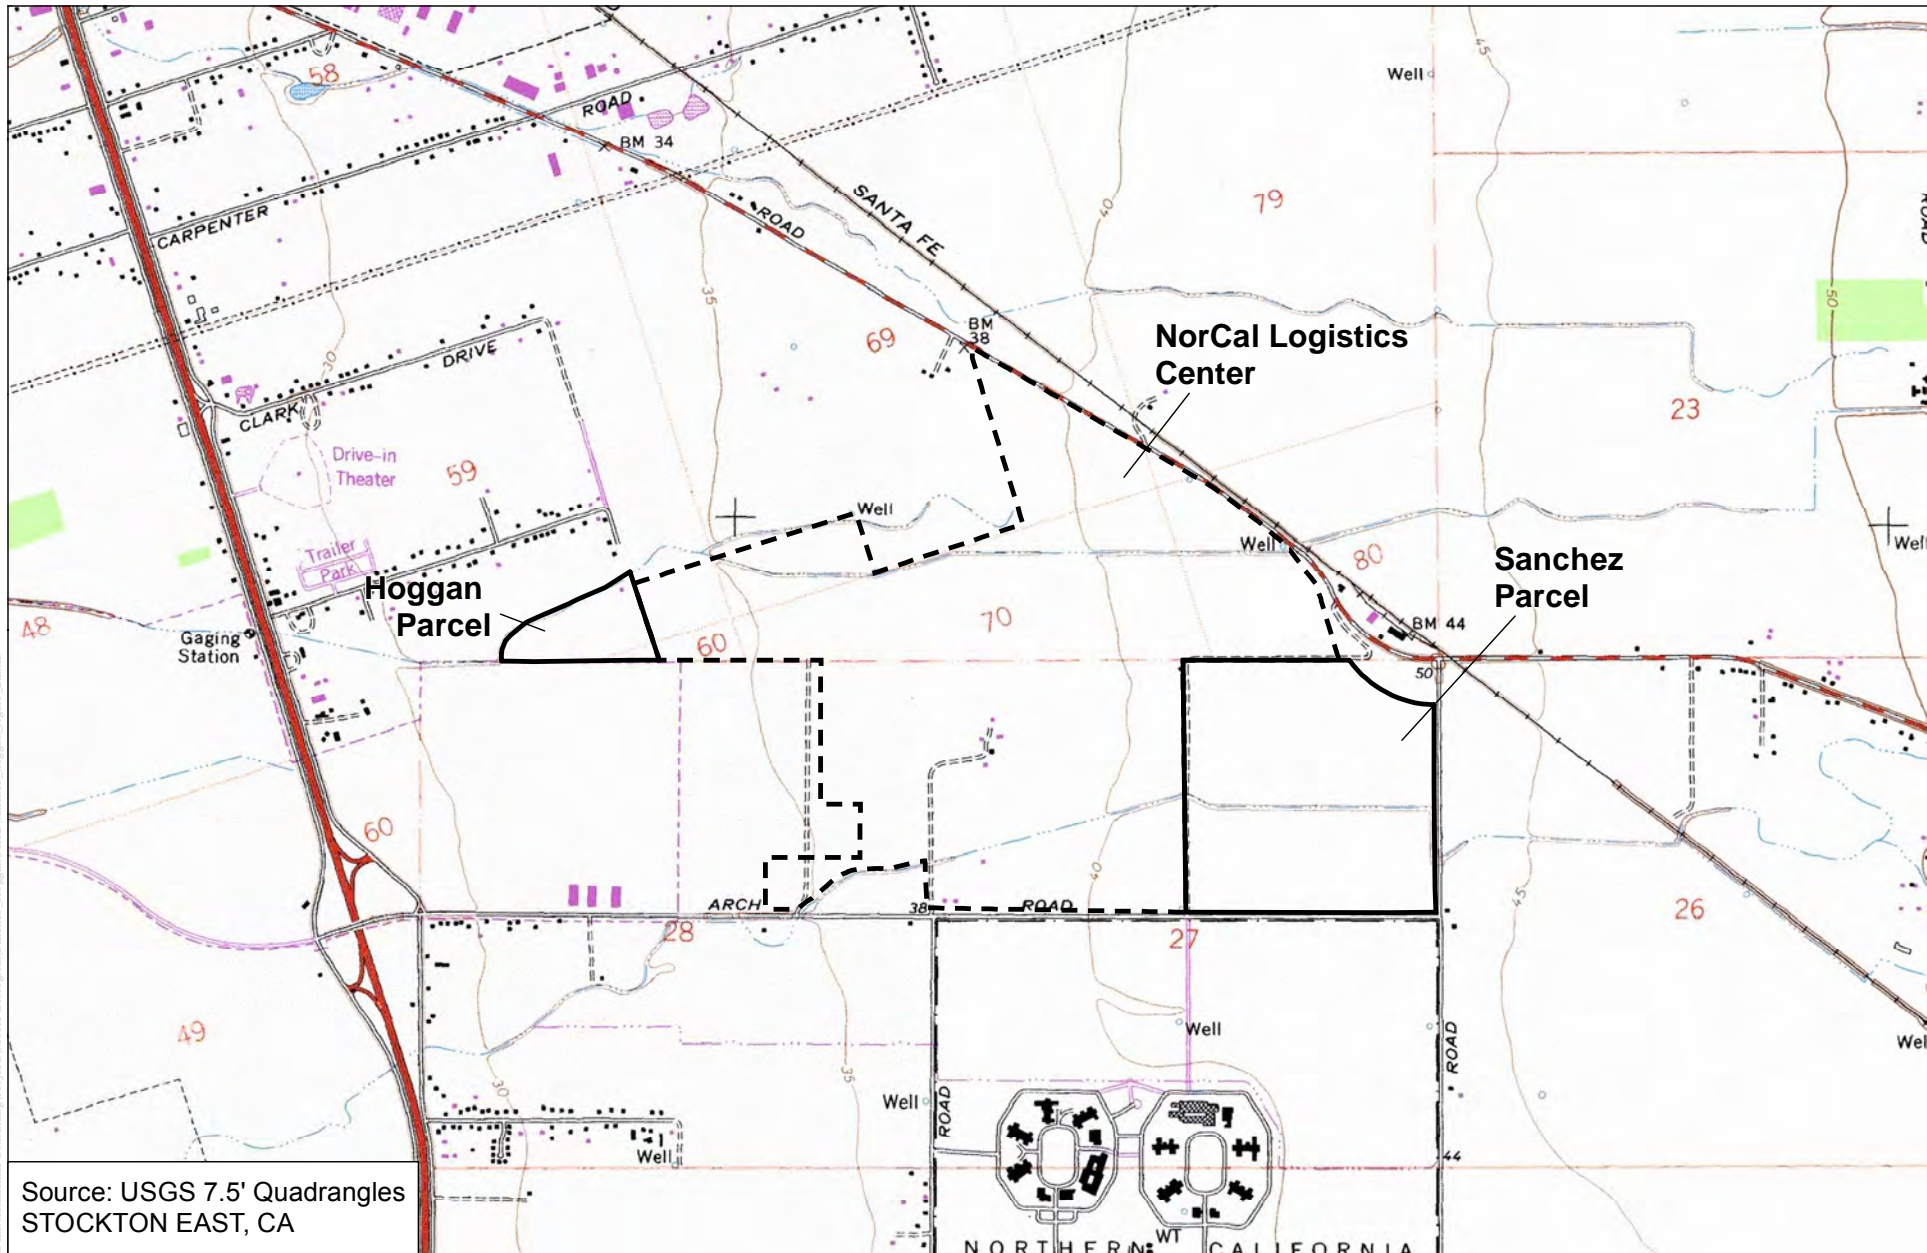 58
ROAD
BM 34
CARPENTER
ROAD
SANTA FE
79
Well
45
40
ROAD
35
30
50
69
BM
38
NorCal Logistics
Center
CLARK
DRIVE
Drive-in
Theater
59
23
Trailer
Park
Well
Well
80
Well
Sanchez
Parcel
Hoggan
Parcel
48
Gaging
Station
60
70
BM 44
50
60
40
45
ARCH
38
ROAD
28
27
26
49
30
35
Well
Well
ROAD
ROAD
Well
Well
44
WT
NORTHERN CALIFORNIA
Source: USGS 7.5' Quadrangles
STOCKTON EAST, CA